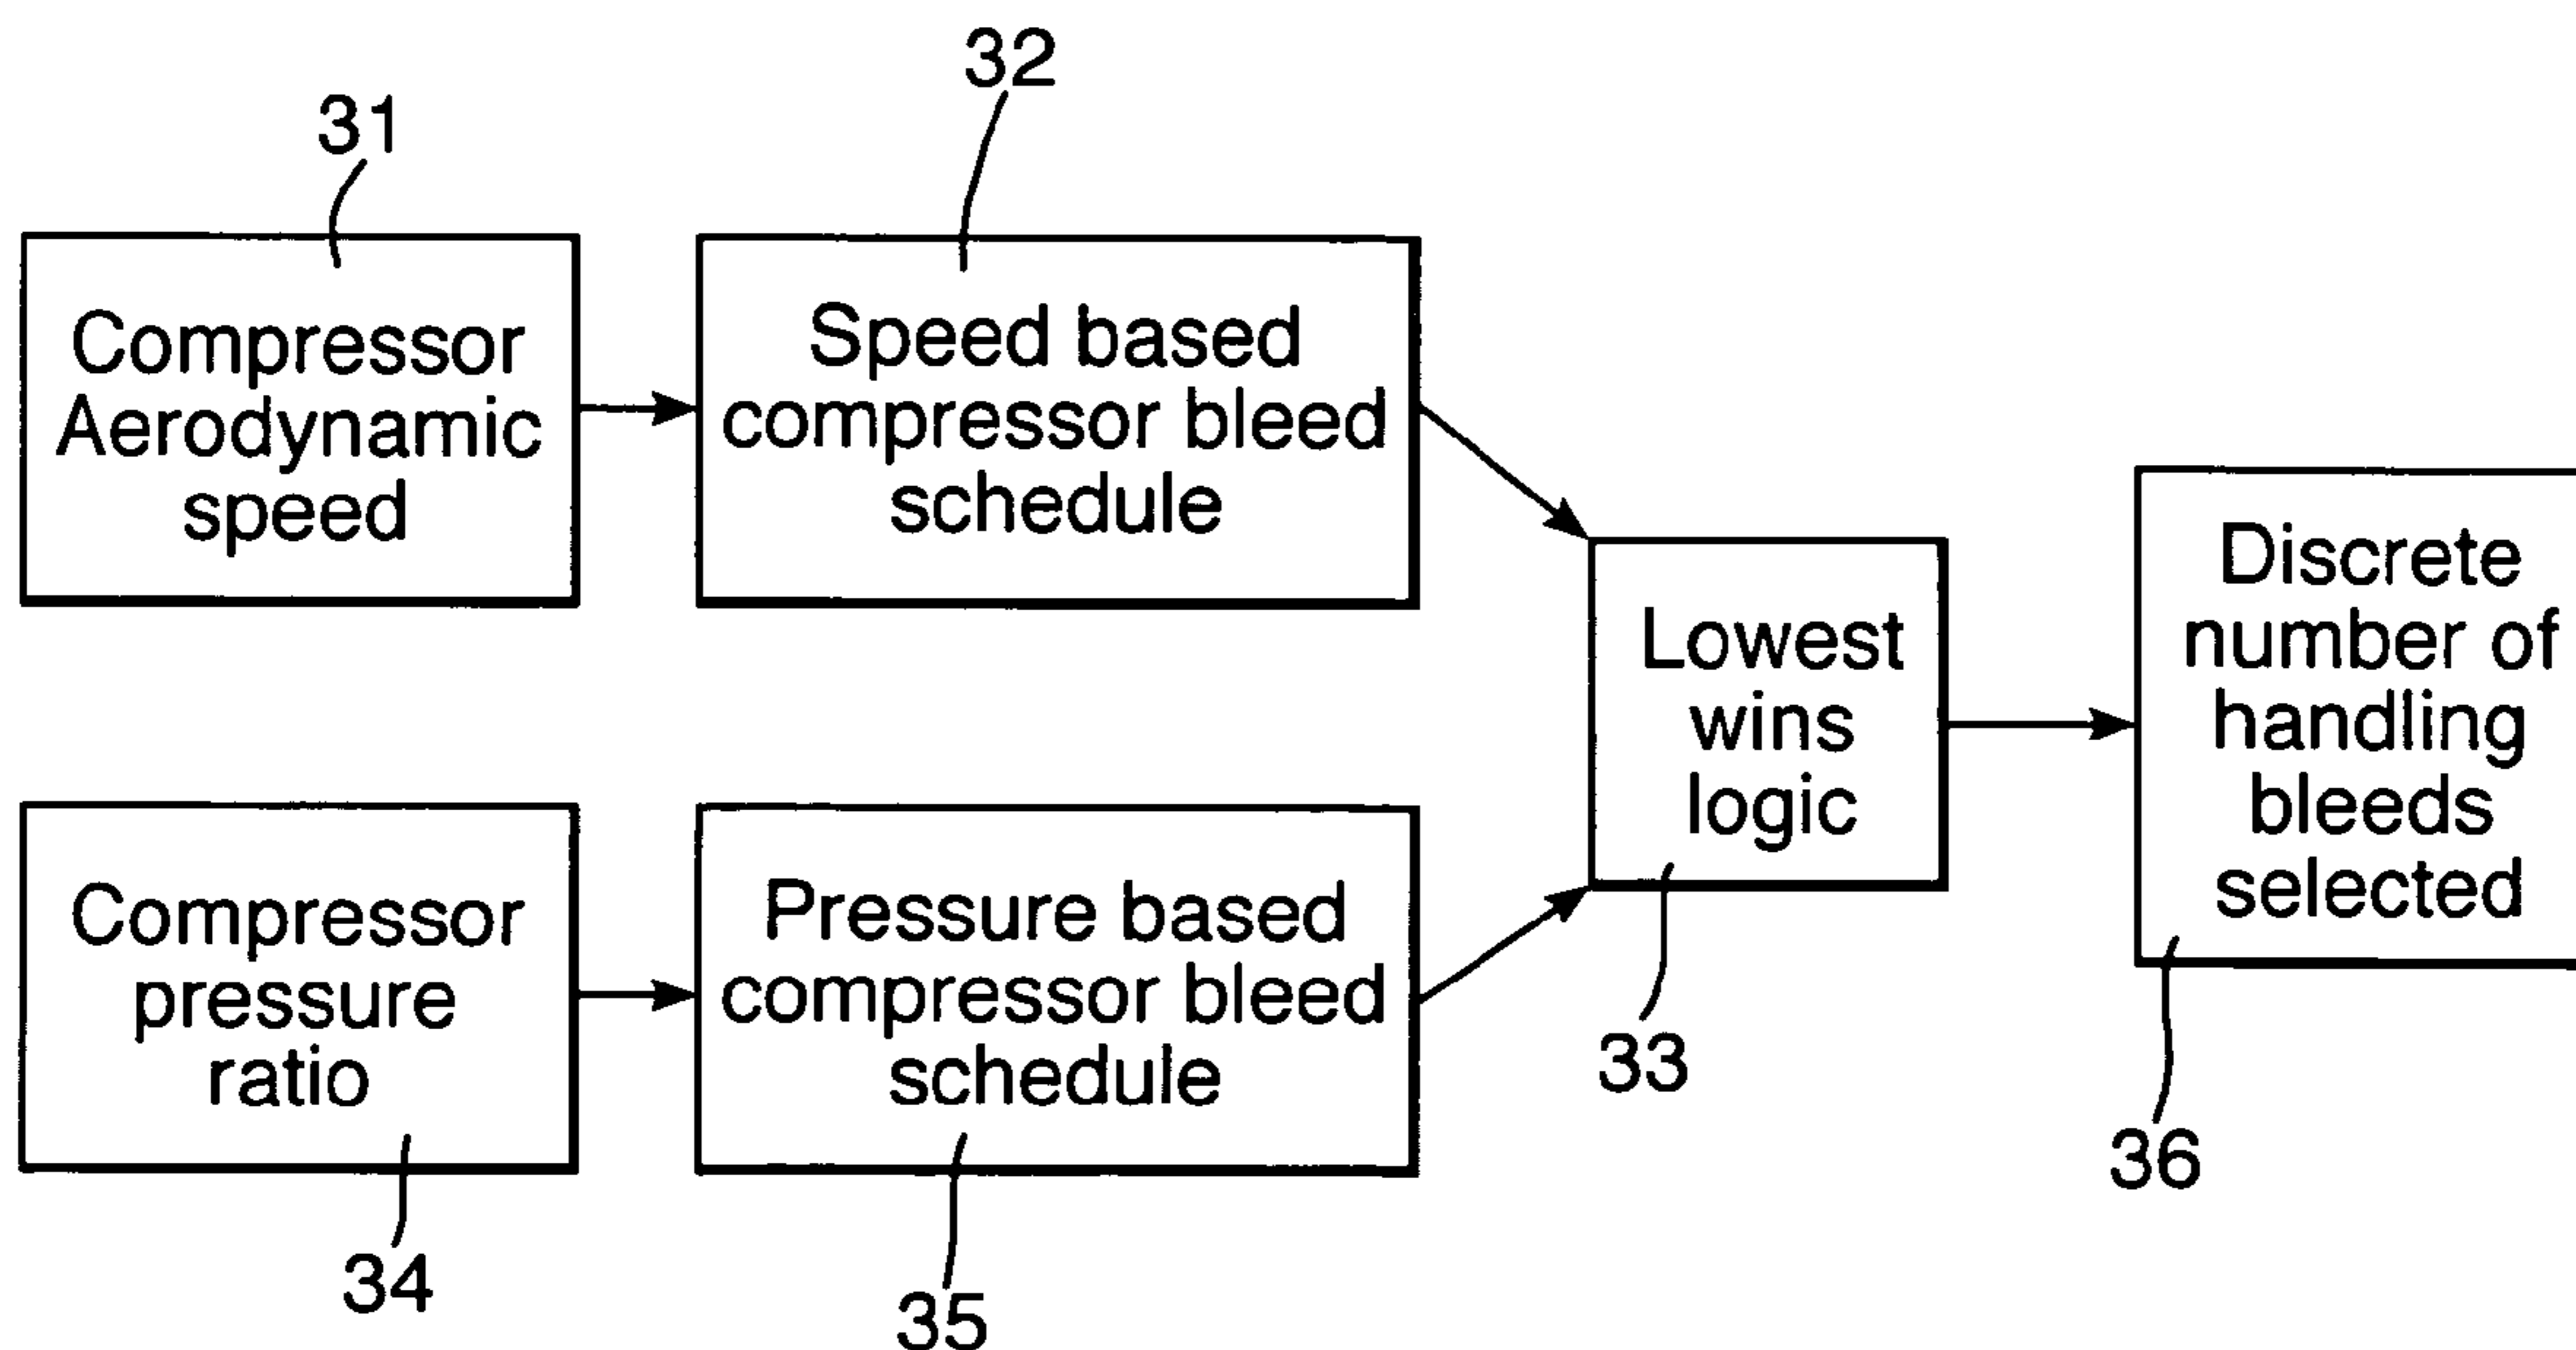 31
32
Compressor
Aerodynamic
speed
Speed based
compressor bleed
schedule
Lowest
wins
logic
33
Discrete
number of
handling
bleeds
selected
36
Compressor
pressure
ratio
34
Pressure based
compressor bleed
schedule
35